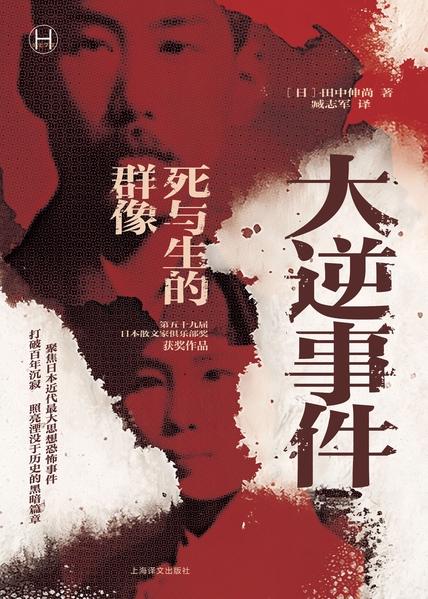 H
［日］田中伸尚 著
臧志军 译
大逆事件
死与生的
群像
第五十九届
日本散文家俱乐部奖
获奖作品
聚焦日本近代最大思想恐怖事件
打破百年沉寂 照亮湮没于历史的黑暗篇章
上海译文出版社